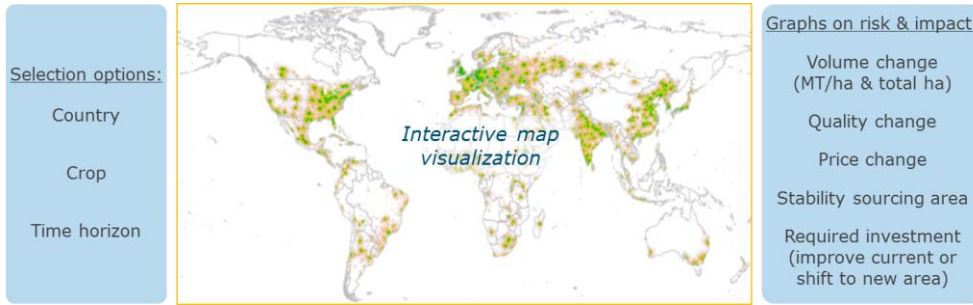 Selection options:
Country
Crop
Time horizon
Interactive map
visualization
Graphs on risk & impact
Volume change
(MT/ha & total ha)
Quality change
Price change
Stability sourcing area
Required investment
(improve current or
shift to new area)